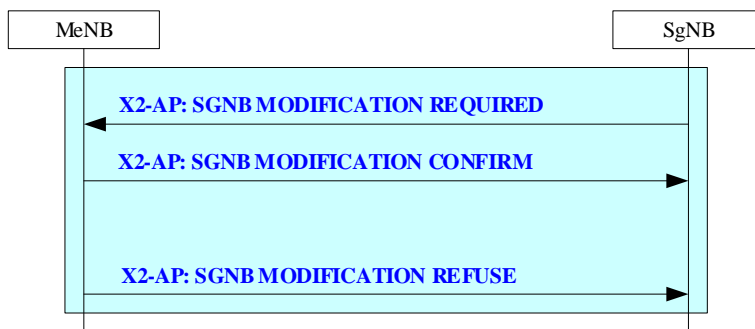 MeNB
SgNB
X2-AP: SGNB MODIFICATION REQUIRED
X2-AP: SGNB MODIFICATION CONFIRM
X2-AP: SGNB MODIFICATION REFUSE